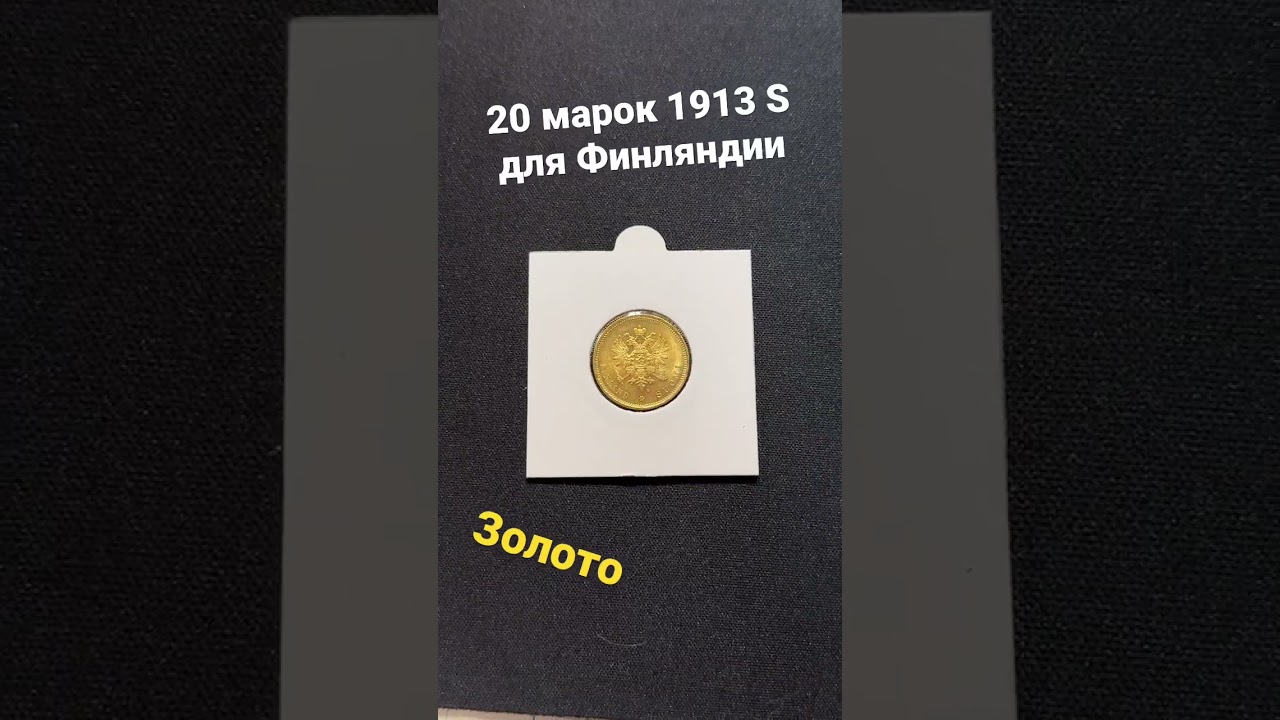 20 марок 1913 S
для Финляндии
Золото